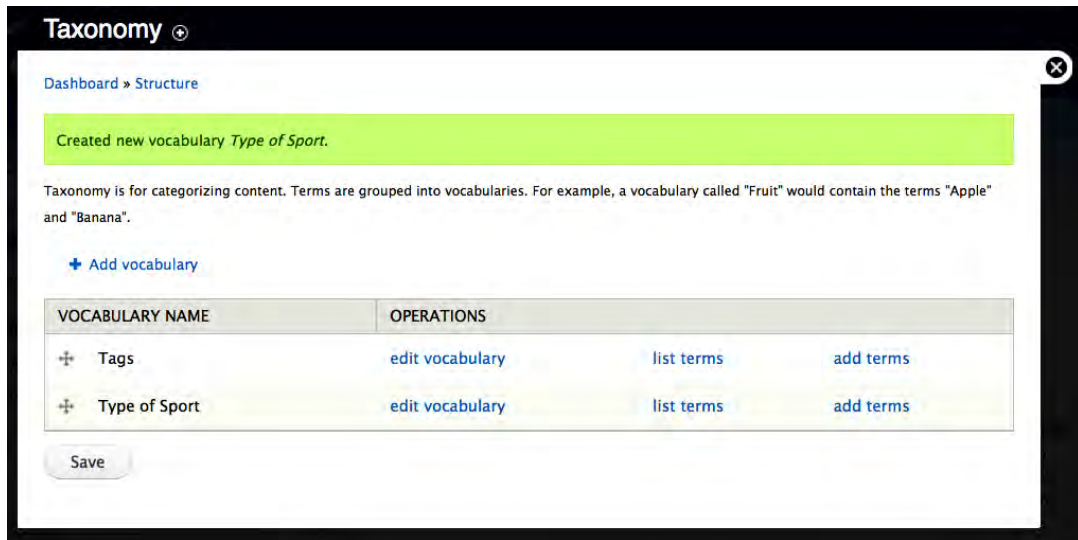 Taxonomy
Dashboard » Structure
Created new vocabulary Type of Sport.
Taxonomy is for categorizing content. Terms are grouped into vocabularies. For example, a vocabulary called "Fruit" would contain the terms "Apple"
and "Banana".
+ Add vocabulary
VOCABULARY NAME OPERATIONS
Tags edit vocabulary list terms add terms
Type of Sport edit vocabulary list terms add terms
Save